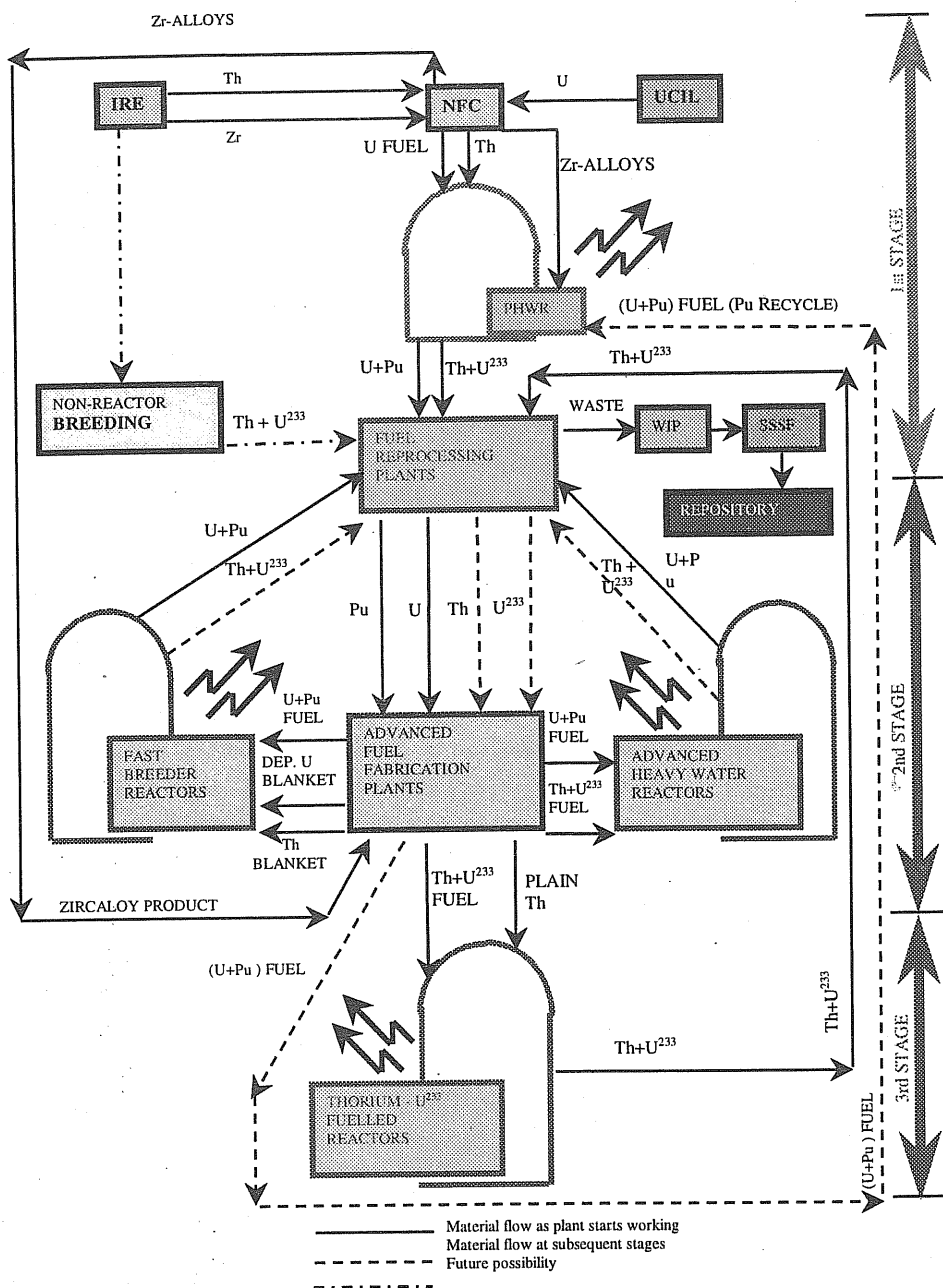 Zr-ALLOYS
Th
U
IRE
NFC
UCIL
Zr
U FUEL
Th
Zr-ALLOYS
1st STAGE
PHWR
(U+Pu) FUEL (Pu RECYCLE)
U+Pu
Th+U²³³
Th+U²³³
NON-REACTOR
BREEDING
Th + U²³³
FUEL
REPROCESSING
PLANTS
WASTE
WIP
SSSF
REPOSITORY
U+Pu
Th+U²³³
Pu
U
Th
U²³³
Th +
U²³³
U+P
u
2nd STAGE
U+Pu
FUEL
DEP. U
BLANKET
Th
BLANKET
FAST
BREEDER
REACTORS
ADVANCED
FUEL
FABRICATION
PLANTS
U+Pu
FUEL
Th+U²³³
FUEL
ADVANCED
HEAVY WATER
REACTORS
ZIRCALOY PRODUCT
Th+U²³³
FUEL
PLAIN
Th
(U+Pu ) FUEL
Th+U²³³
Th+U²³³
(U+Pu ) FUEL
3rd STAGE
THORIUM - U²³³
FUELLED
REACTORS
Material flow as plant starts working
Material flow at subsequent stages
Future possibility